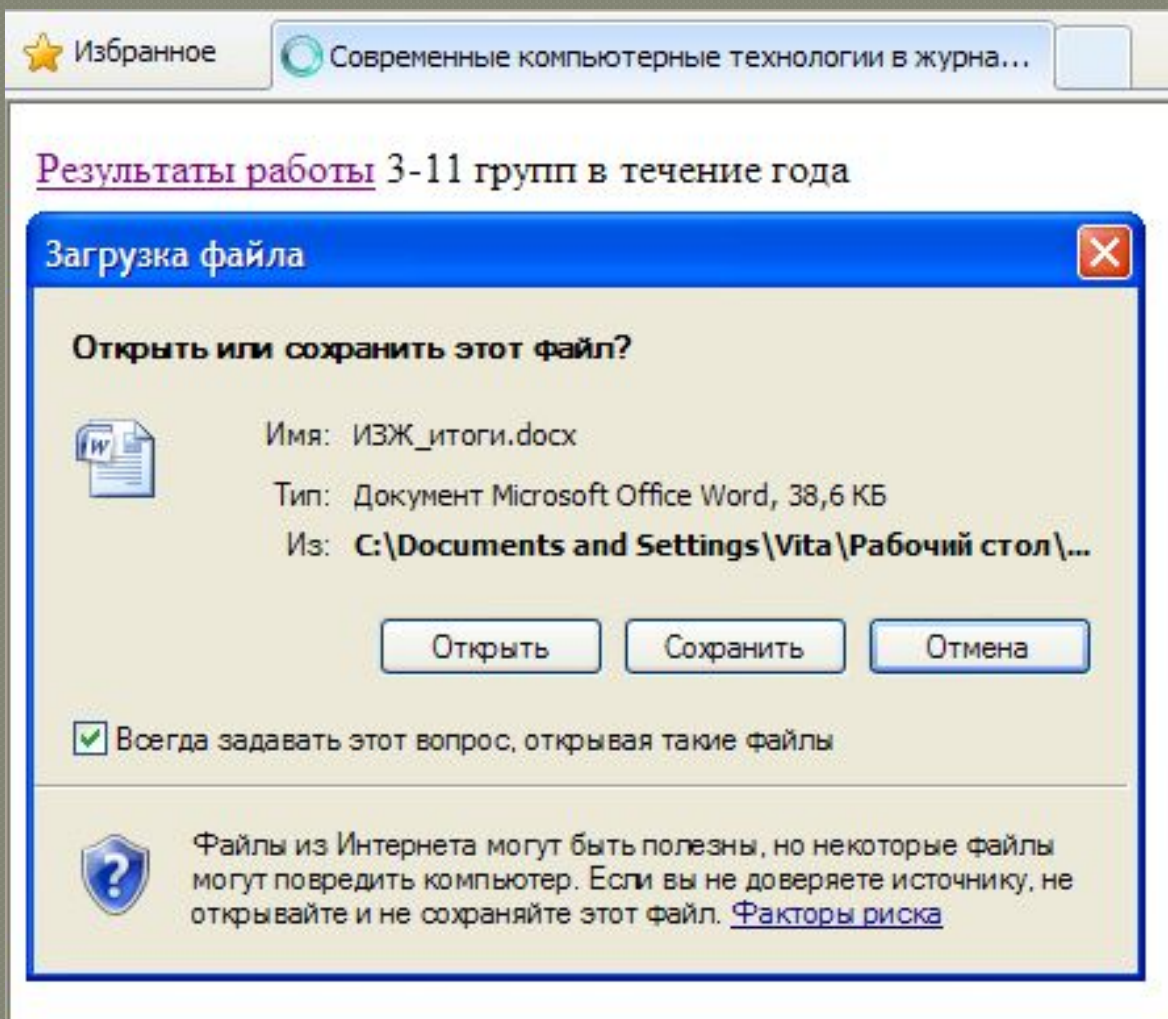 Избранное
Современные компьютерные технологии в журна...
Результаты работы 3-11 групп в течение года
Загрузка файла
Открыть или сохранить этот файл?
Имя: ИЗЖ_итоги.docx
Тип: Документ Microsoft Office Word, 38,6 КБ
Из: C:\Documents and Settings\Vita\Рабочий стол\...
Открыть Сохранить Отмена
Всегда задавать этот вопрос, открывая такие файлы
Файлы из Интернета могут быть полезны, но некоторые файлы
могут повредить компьютер. Если вы не доверяете источнику, не
открывайте и не сохраняйте этот файл. Факторы риска